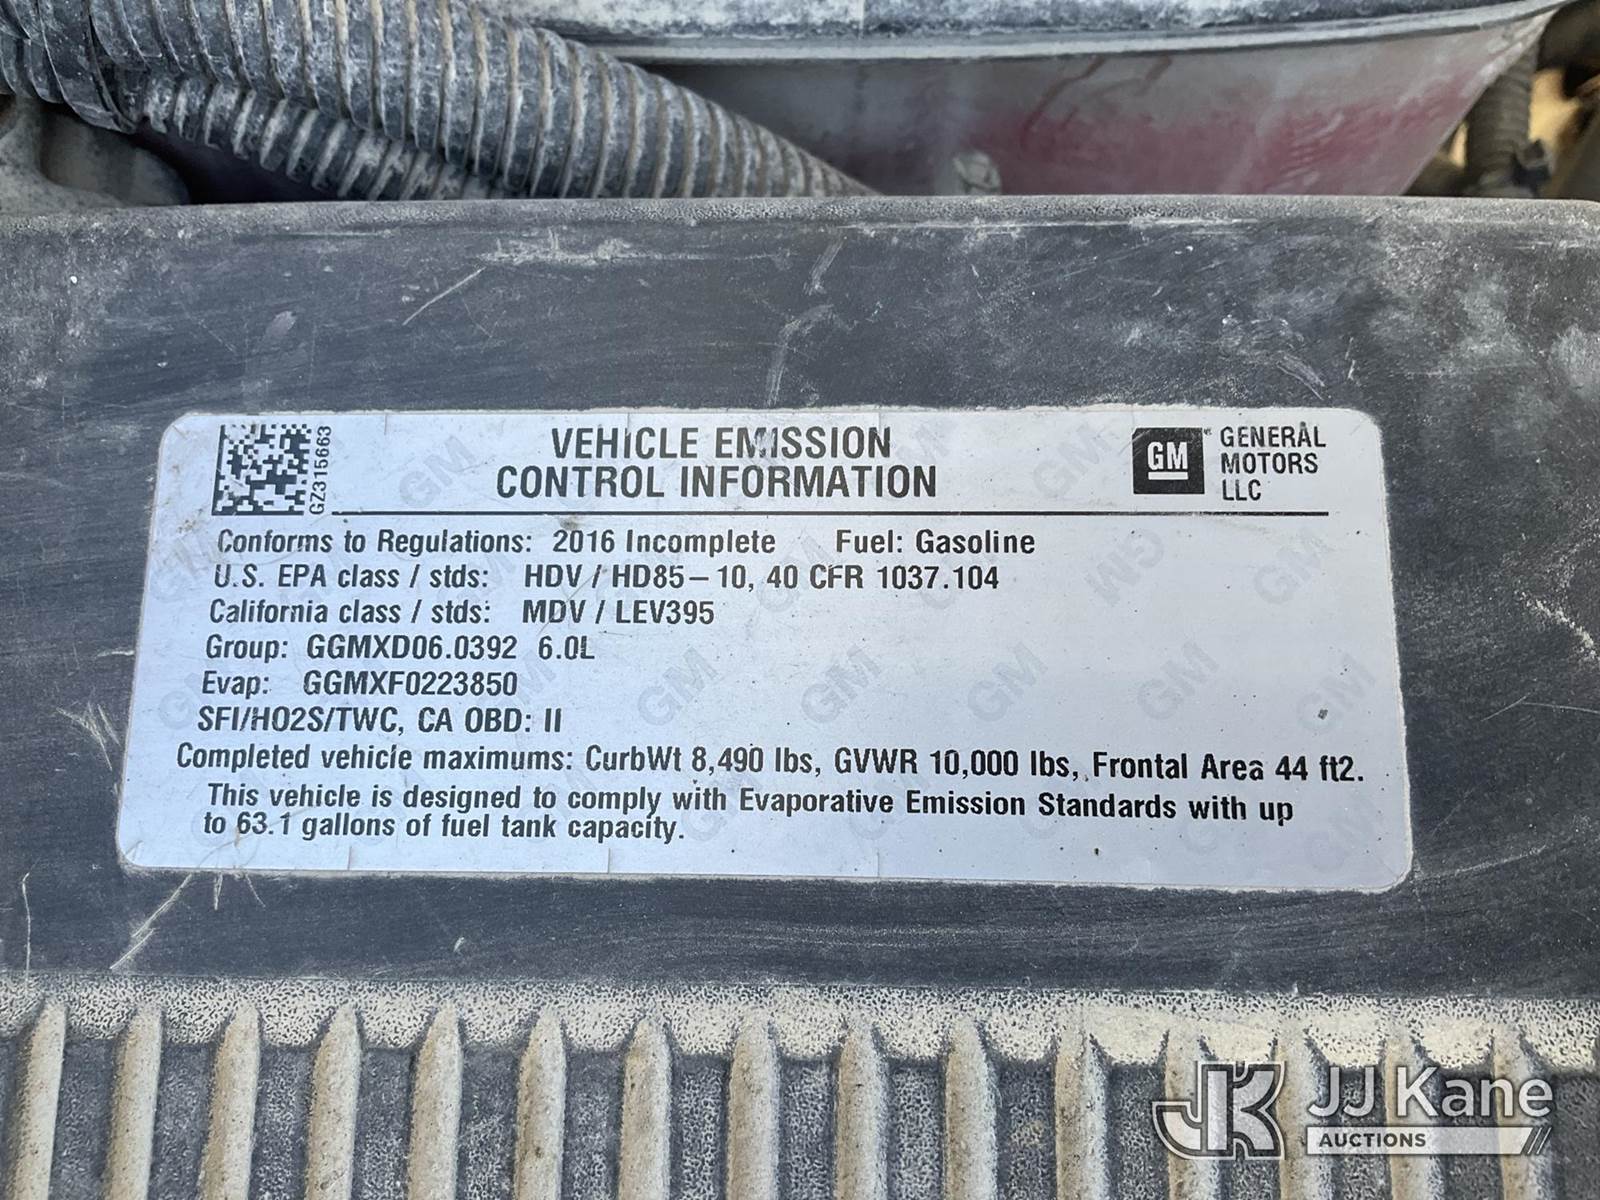 GZ315663
VEHICLE EMISSION
CONTROL INFORMATION
GM
GENERAL
MOTORS
LLC
Conforms to Regulations: 2016 Incomplete Fuel: Gasoline
U.S. EPA class / stds: HDV / HD85-10, 40 CFR 1037.104
California class / stds: MDV / LEV395
Group: GGMXD06.0392 6.0L
Evap: GGMXF0223850
SFI/HO2S/TWC, CA OBD: II
Completed vehicle maximums: CurbWt 8,490 lbs, GVWR 10,000 lbs, Frontal Area 44 ft2.
This vehicle is designed to comply with Evaporative Emission Standards with up
to 63.1 gallons of fuel tank capacity.
JK
JJ Kane
AUCTIONS